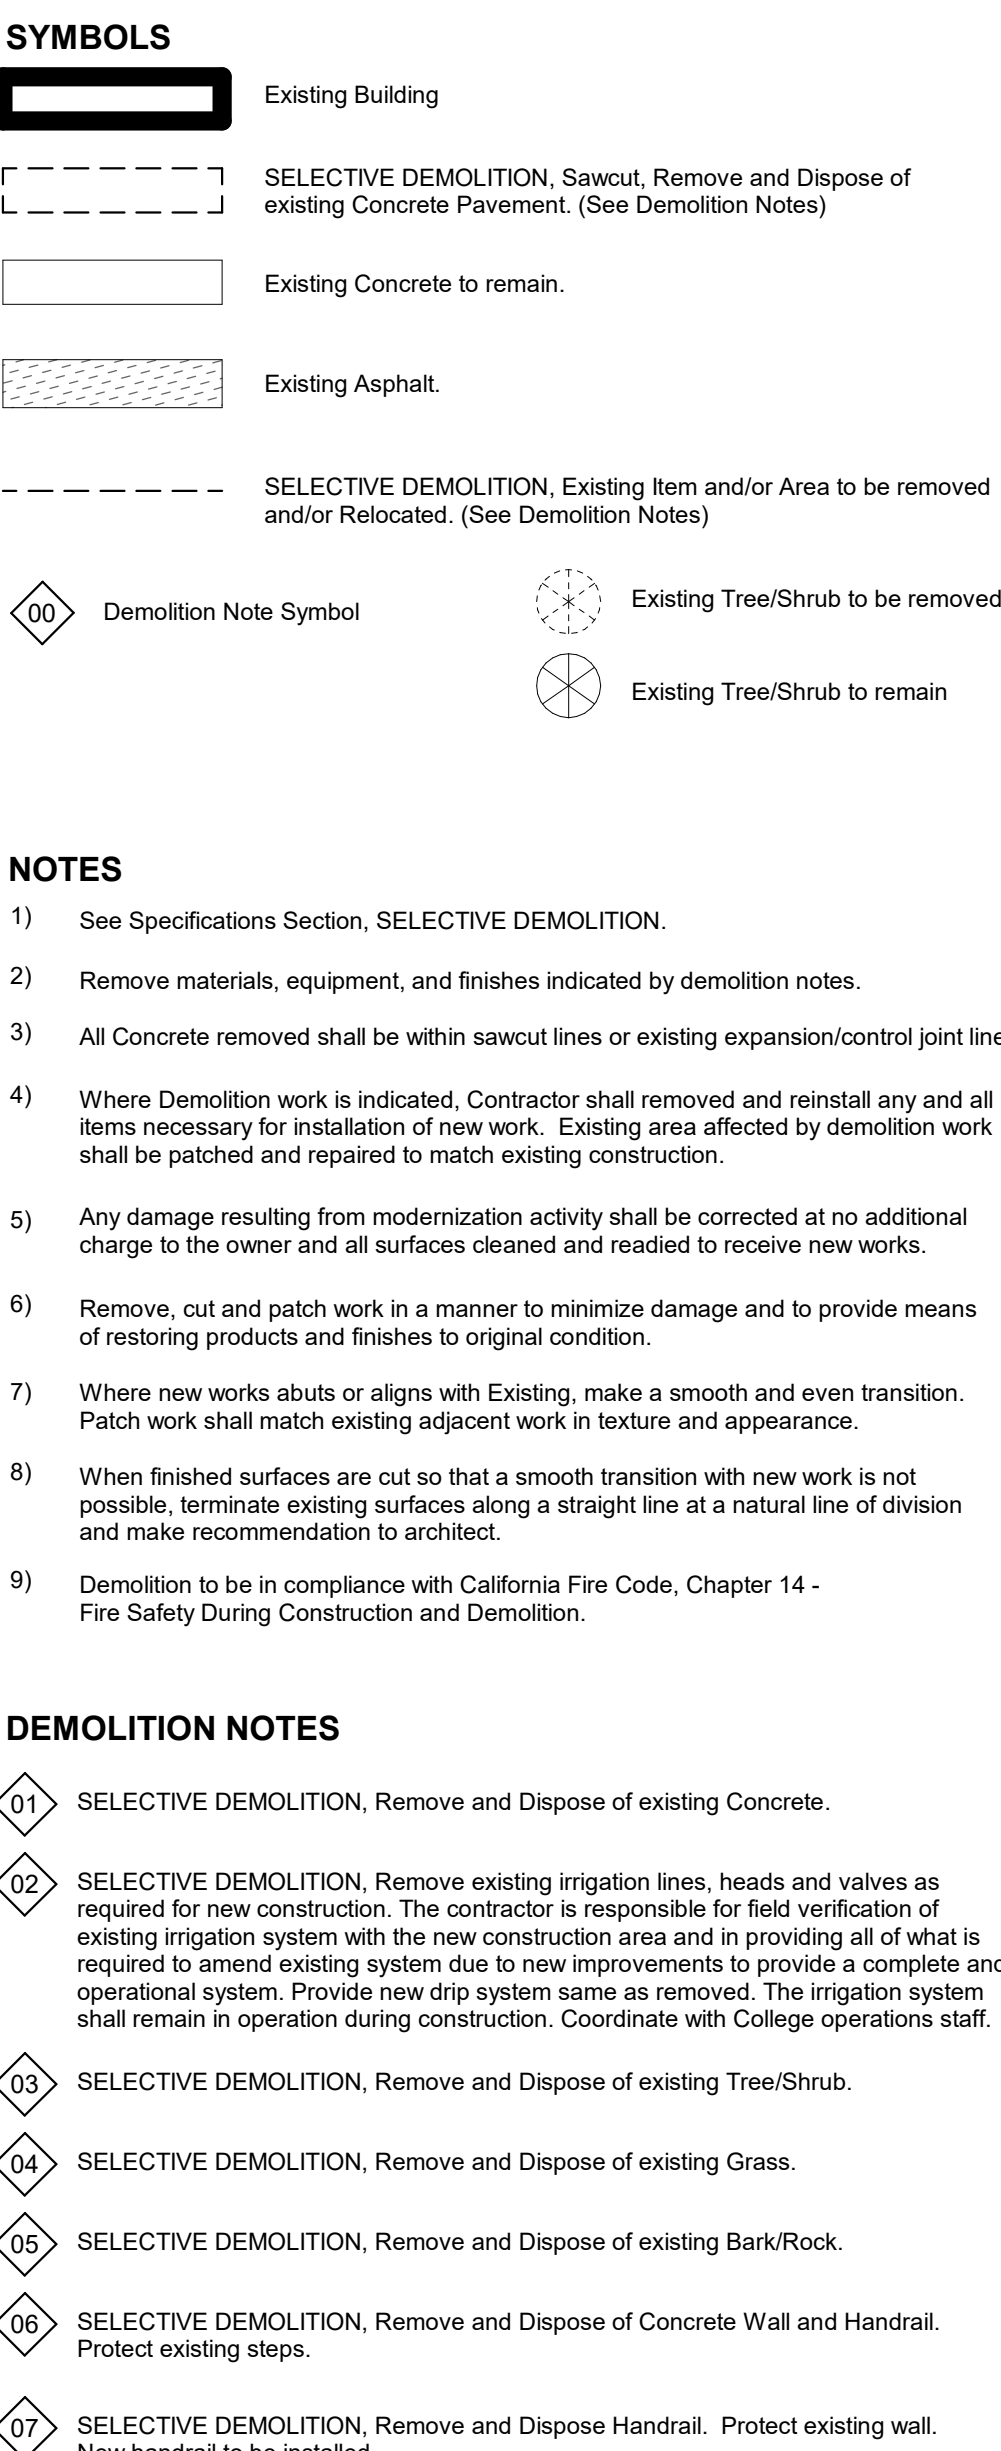 SYMBOLS
Existing Building
SELECTIVE DEMOLITION, Sawcut, Remove and Dispose of
existing Concrete Pavement. (See Demolition Notes)
Existing Concrete to remain.
Existing Asphalt.
SELECTIVE DEMOLITION, Existing Item and/or Area to be removed
and/or Relocated. (See Demolition Notes)
00 Demolition Note Symbol
Existing Tree/Shrub to be removed
Existing Tree/Shrub to remain
NOTES
1) See Specifications Section, SELECTIVE DEMOLITION.
2) Remove materials, equipment, and finishes indicated by demolition notes.
3) All Concrete removed shall be within sawcut lines or existing expansion/control joint line
4) Where Demolition work is indicated, Contractor shall removed and reinstall any and all
items necessary for installation of new work. Existing area affected by demolition work
shall be patched and repaired to match existing construction.
5) Any damage resulting from modernization activity shall be corrected at no additional
charge to the owner and all surfaces cleaned and readied to receive new works.
6) Remove, cut and patch work in a manner to minimize damage and to provide means
of restoring products and finishes to original condition.
7) Where new works abuts or aligns with Existing, make a smooth and even transition.
Patch work shall match existing adjacent work in texture and appearance.
8) When finished surfaces are cut so that a smooth transition with new work is not
possible, terminate existing surfaces along a straight line at a natural line of division
and make recommendation to architect.
9) Demolition to be in compliance with California Fire Code, Chapter 14 -
Fire Safety During Construction and Demolition.
DEMOLITION NOTES
01 SELECTIVE DEMOLITION, Remove and Dispose of existing Concrete.
02 SELECTIVE DEMOLITION, Remove existing irrigation lines, heads and valves as
required for new construction. The contractor is responsible for field verification of
existing irrigation system with the new construction area and in providing all of what is
required to amend existing system due to new improvements to provide a complete and
operational system. Provide new drip system same as removed. The irrigation system
shall remain in operation during construction. Coordinate with College operations staff.
03 SELECTIVE DEMOLITION, Remove and Dispose of existing Tree/Shrub.
04 SELECTIVE DEMOLITION, Remove and Dispose of existing Grass.
05 SELECTIVE DEMOLITION, Remove and Dispose of existing Bark/Rock.
06 SELECTIVE DEMOLITION, Remove and Dispose of Concrete Wall and Handrail.
Protect existing steps.
07 SELECTIVE DEMOLITION, Remove and Dispose Handrail. Protect existing wall.
New handrail to be installed